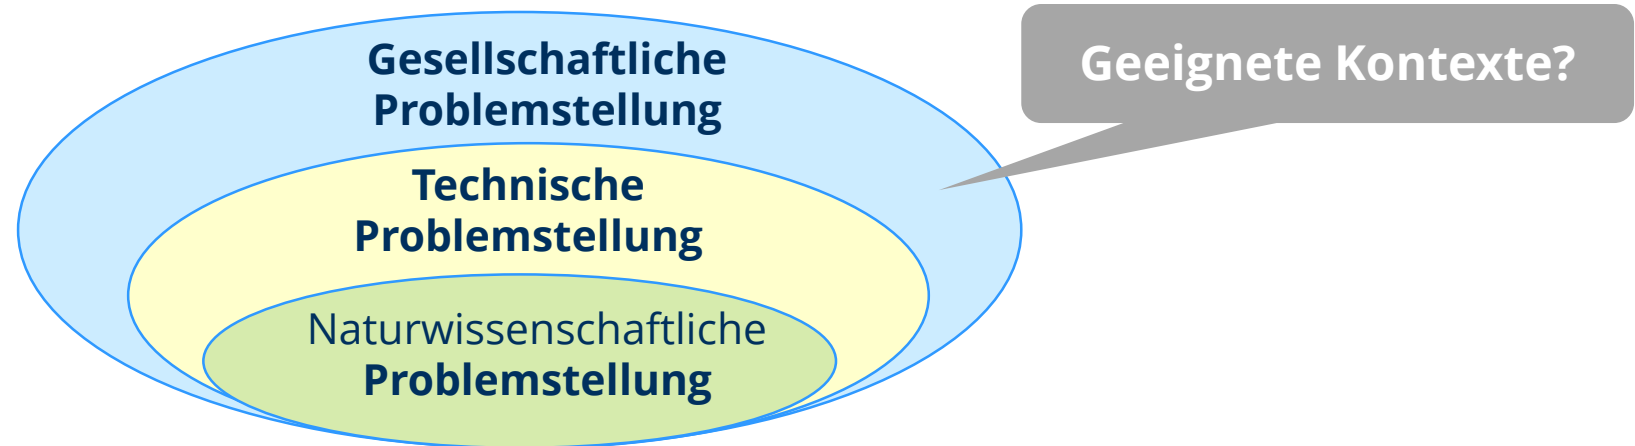 Gesellschaftliche
Problemstellung
Geeignete Kontexte?
Technische
Problemstellung
Naturwissenschaftliche
Problemstellung